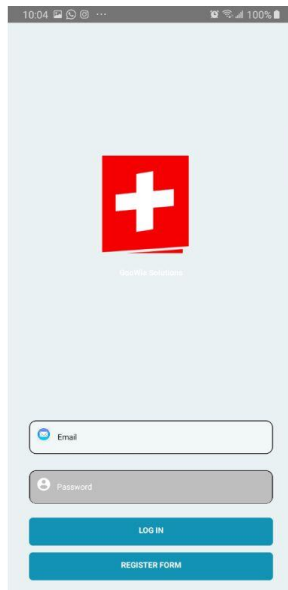 10:04
100%
Email
Password
LOG IN
REGISTER FORM